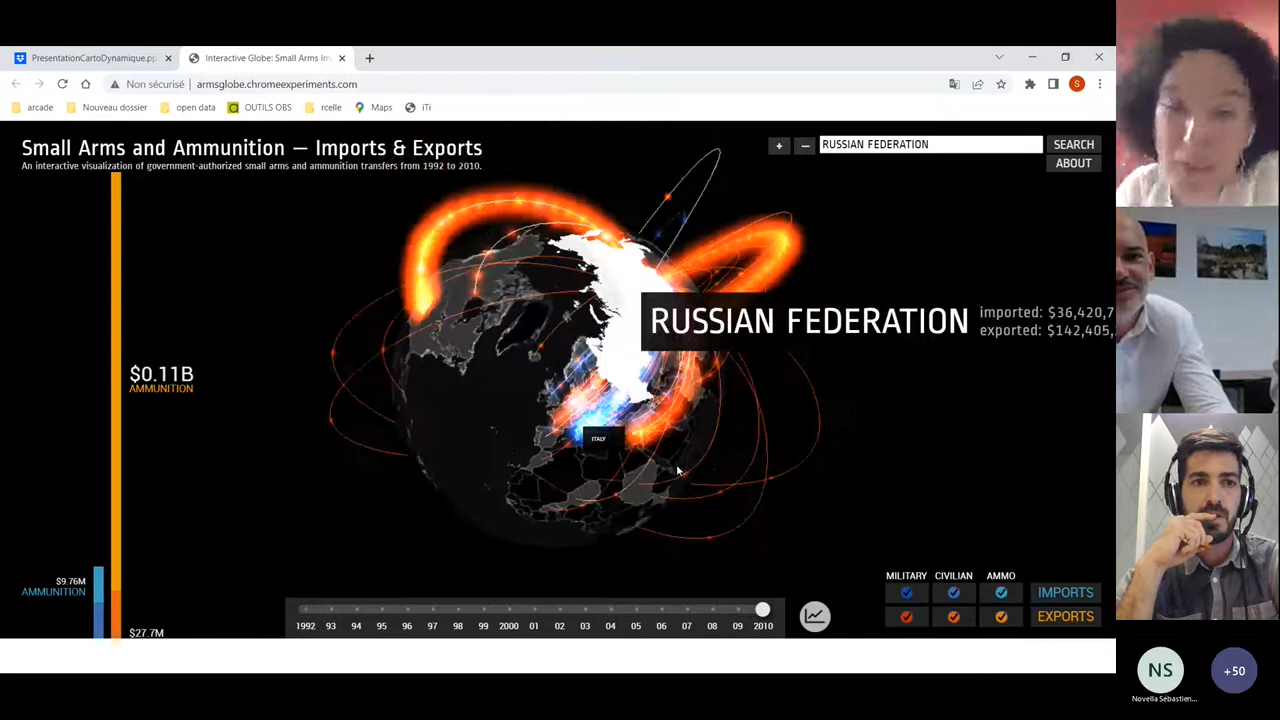 PresentationCartoDynamique.pp
Interactive Globe: Small Arms Im
Non sécurisé
armsglobe.chromeexperiments.com
arcade
Nouveau dossier
open data
OUTILS OBS
rcelle
Maps
iTi
S
Small Arms and Ammunition — Imports & Exports
An interactive visualization of government-authorized small arms and ammunition transfers from 1992 to 2010.
+
−
RUSSIAN FEDERATION
SEARCH
ABOUT
RUSSIAN FEDERATION
imported: $36,420,7
exported: $142,405,
$0.11B
AMMUNITION
ITALY
$9.76M
AMMUNITION
$27.7M
1992 93 94 95 96 97 98 99 2000 01 02 03 04 05 06 07 08 09 2010
MILITARY CIVILIAN AMMO
IMPORTS
EXPORTS
NS
+50
Novella Sébastien...